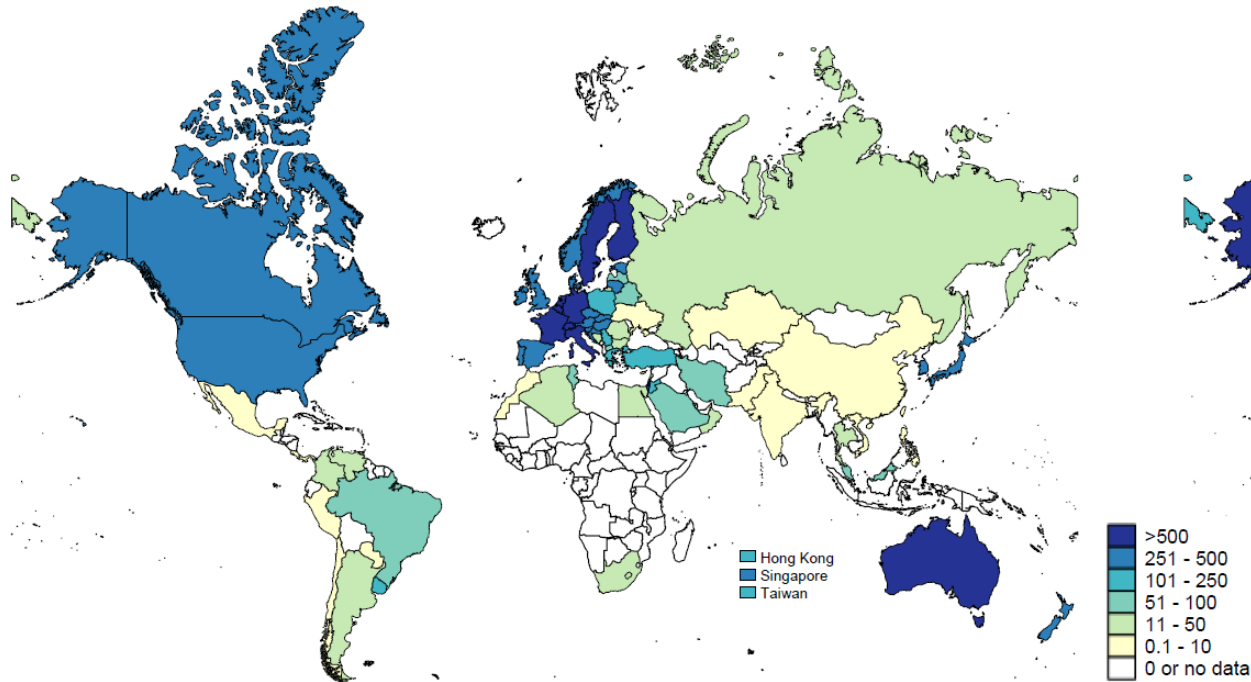 Hong Kong
Singapore
Taiwan
>500
251 - 500
101 - 250
51 - 100
11 - 50
0.1 - 10
0 or no data